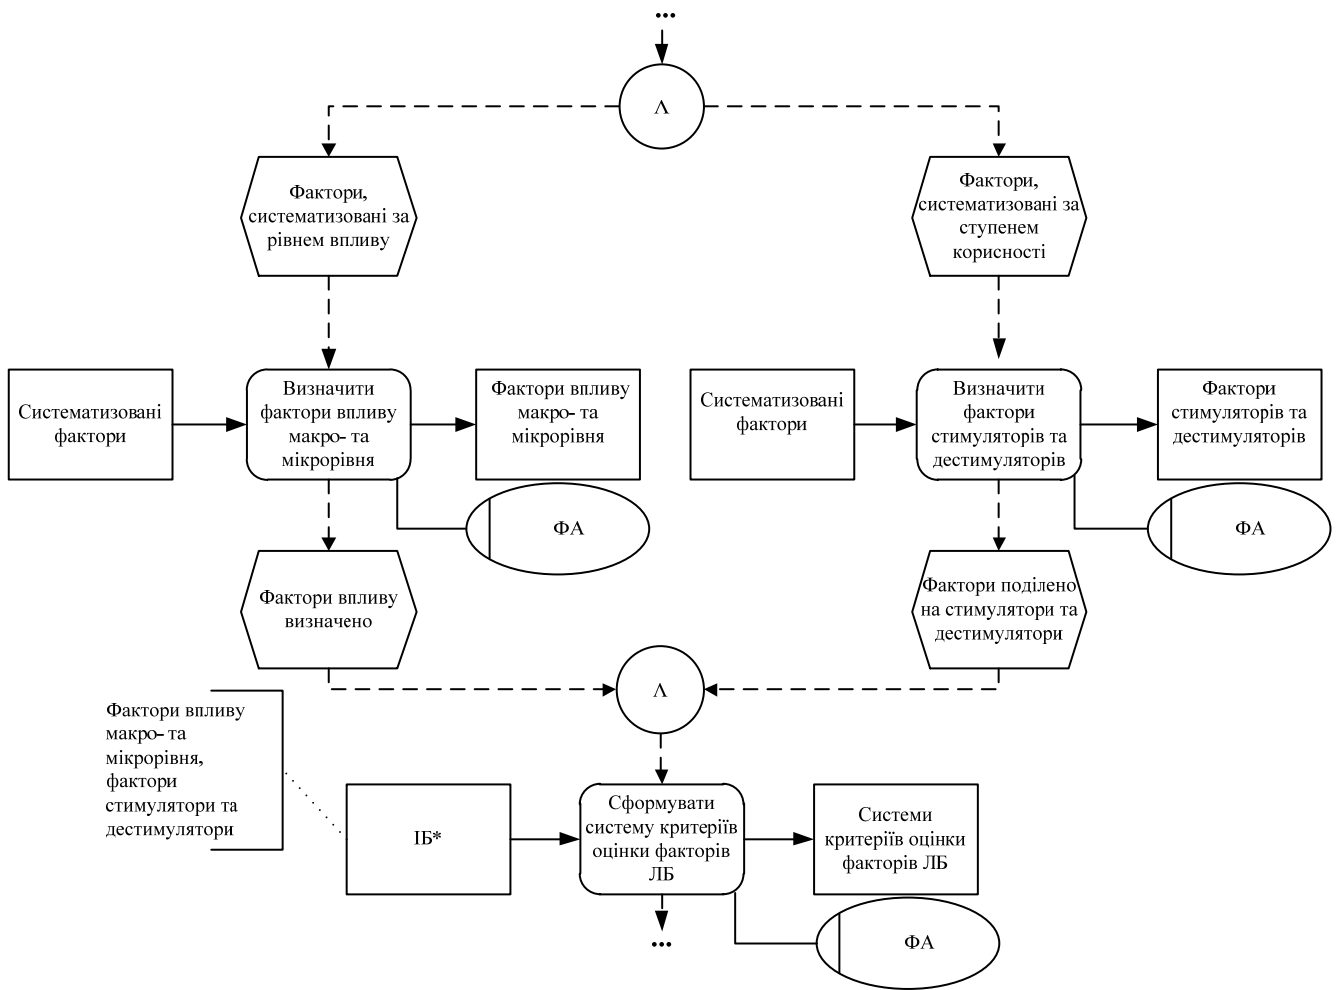 ...
Λ
Фактори,
систематизовані за
рівнем впливу
Фактори,
систематизовані за
ступенем
корисності
Систематизовані
фактори
Визначити
фактори впливу
макро- та
мікрорівня
Фактори впливу
макро- та
мікрорівня
Систематизовані
фактори
Визначити
фактори
стимуляторів та
дестимуляторів
Фактори
стимуляторів та
дестимуляторів
ФА
ФА
Фактори впливу
визначено
Фактори поділено
на стимулятори та
дестимулятори
Λ
Фактори впливу
макро- та
мікрорівня,
фактори
стимулятори та
дестимулятори
ІБ*
Сформувати
систему критеріїв
оцінки факторів
ЛБ
Системи
критеріїв оцінки
факторів ЛБ
ФА
...